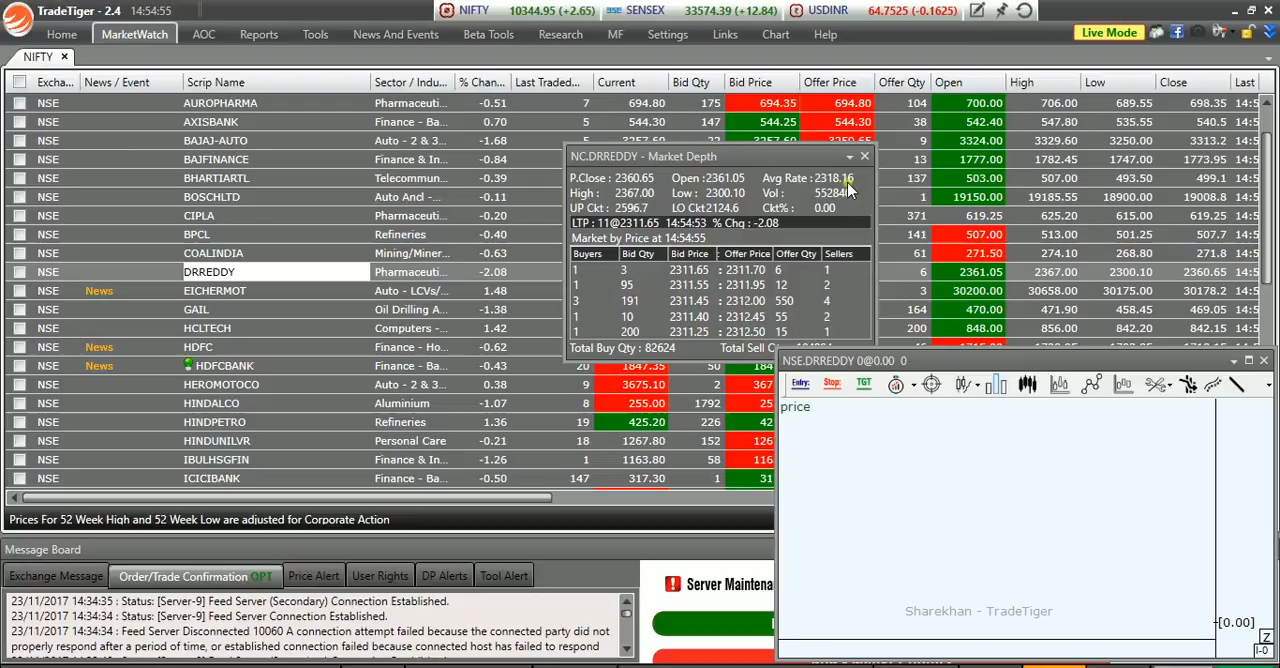 TradeTiger - 2.4 14:54:55 NIFTY 10344.95 (+2.65) BSE SENSEX 33574.39 (+12.84) USDINR 64.7525 (-0.1625)
Home MarketWatch AOC Reports Tools News And Events Beta Tools Research MF Settings Links Chart Help Live Mode
NIFTY ×
Excha... News / Event Scrip Name Sector / Indu... % Chan... Last Traded... Current Bid Qty Bid Price Offer Price Offer Qty Open High Low Close Last
NSE AUROPHARMA Pharmaceuti... -0.51 7 694.80 175 694.35 694.80 104 700.00 706.00 689.55 698.35 14:5
NSE AXISBANK Finance - Ba... 0.70 5 544.30 147 544.25 544.30 38 542.40 547.80 535.55 540.5 14:5
NSE BAJAJ-AUTO Auto - 2 & 3... -1.68 9 3324.00 3329.60 3250.00 3313.2 14:5
NSE BAJFINANCE Finance & In... -0.84 13 1777.00 1782.45 1747.00 1773.95 14:5
NSE BHARTIARTL Telecommun... -0.39 137 503.00 507.00 493.50 499.1 14:5
NSE BOSCHLTD Auto Ancl - ... -0.51 1 19150.00 19185.35 18908.00 19008.8 14:5
NSE CIPLA Pharmaceuti... -0.20 371 619.25 625.20 615.00 620.00 14:5
NSE BPCL Refineries -0.40 141 507.00 513.00 501.25 507.7 14:5
NSE COALINDIA Mining/Miner... -0.63 61 271.50 274.10 268.80 271.75 14:5
NSE DRREDDY Pharmaceuti... -2.08 6 2361.05 2367.00 2300.10 2360.65 14:5
NSE News EICHERMOT Auto - LCVs/... 1.48 3 30200.00 30658.00 30175.00 30178.2 14:5
NSE GAIL Oil Drilling A... 164 470.00 471.90 458.45 469.05 14:5
NSE HCLTECH Computers -... 1.42 200 848.00 856.00 842.20 842.15 14:5
NSE News HDFC Finance - Ho... -0.62
NSE News HDFCBANK Finance - Ba... -0.44 20 1847.35 50
NSE HEROMOTOCO Auto - 2 & 3... 0.38 9 3675.10 2 367
NSE HINDALCO Aluminium -1.07 8 255.00 1792 25
NSE HINDPETRO Refineries 1.36 19 425.20 226 42
NSE HINDUNILVR Personal Care -0.21 18 1267.80 152 126
NSE IBULHSGFIN Finance & In... -1.26 1 1163.80 58 116
NSE ICICIBANK Finance - Ba... -0.50 147 317.30 1 31
NC.DRREDDY - Market Depth
P.Close : 2360.65 Open :2361.05 Avg Rate :2318.16
High : 2367.00 Low : 2300.10 Vol :
UP Ckt : 2596.7 LO Ckt:2124.6 Ckt% : 0.00
LTP : 11@2311.65 14:54:53 % Chg : -2.08
Market by Price at 14:54:55
Buyers Bid Qty Bid Price : Offer Price Offer Qty Sellers
1 3 2311.65 : 2311.70 6 1
1 95 2311.55 : 2311.95 12 2
3 191 2311.45 : 2312.00 550 4
1 10 2311.40 : 2312.45 55 2
1 200 2311.25 : 2312.50 15 1
Total Buy Qty : 82624 Total Sell
NSE.DRREDDY 0@0.00 0
Entry: Stop: TGT
price
Sharekhan - TradeTiger
[0.00]
Z
I-0
Prices For 52 Week High and 52 Week Low are adjusted for Corporate Action
Message Board
Exchange Message Order/Trade Confirmation OPT Price Alert User Rights DP Alerts Tool Alert
23/11/2017 14:34:35 : Status: [Server-9] Feed Server (Secondary) Connection Established.
23/11/2017 14:34:34 : Status: [Server-9] Feed Server Connection Established.
23/11/2017 14:34:34 : Feed Server Disconnected 10060 A connection attempt failed because the connected party did not
properly respond after a period of time, or established connection failed because connected host has failed to respond
Server Maintena